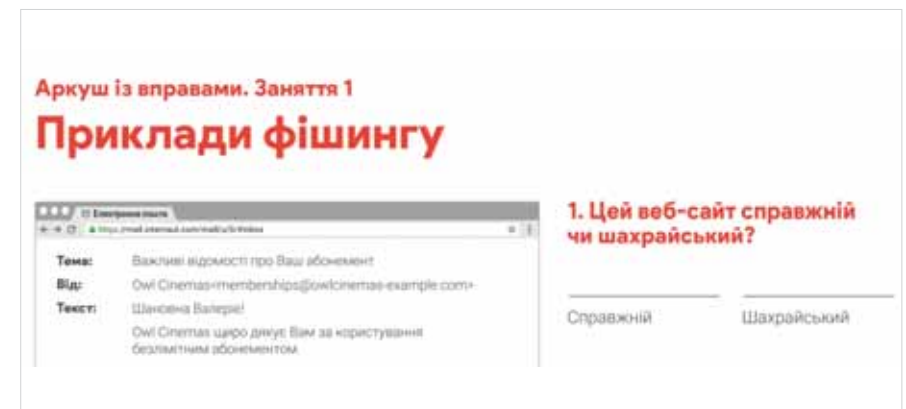 Аркуш із вправами. Заняття 1
Приклади фішингу
Електронна пошта
Тема: Важливі відомості про Ваш абонемент
Від: Owl Cinemas<memberships@owlcinemas-example.com>
Текст: Шановна Валеріє!
Owl Cinemas щиро дякує Вам за користування
безлімітним абонементом.
1. Цей веб-сайт справжній
чи шахрайський?
Справжній
Шахрайський